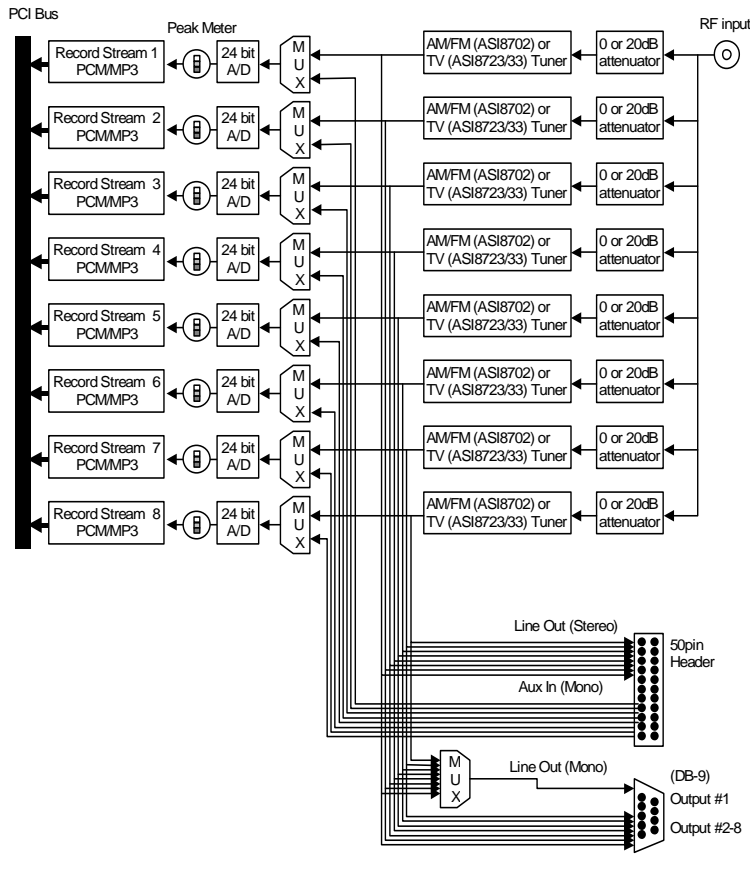 PCI Bus
Peak Meter
RF input
Record Stream 1
PCM/MP3
24 bit
A/D
M
U
X
AM/FM (ASI8702) or
TV (ASI8723/33) Tuner
0 or 20dB
attenuator
Record Stream 2
PCM/MP3
24 bit
A/D
M
U
X
AM/FM (ASI8702) or
TV (ASI8723/33) Tuner
0 or 20dB
attenuator
Record Stream 3
PCM/MP3
24 bit
A/D
M
U
X
AM/FM (ASI8702) or
TV (ASI8723/33) Tuner
0 or 20dB
attenuator
Record Stream 4
PCM/MP3
24 bit
A/D
M
U
X
AM/FM (ASI8702) or
TV (ASI8723/33) Tuner
0 or 20dB
attenuator
Record Stream 5
PCM/MP3
24 bit
A/D
M
U
X
AM/FM (ASI8702) or
TV (ASI8723/33) Tuner
0 or 20dB
attenuator
Record Stream 6
PCM/MP3
24 bit
A/D
M
U
X
AM/FM (ASI8702) or
TV (ASI8723/33) Tuner
0 or 20dB
attenuator
Record Stream 7
PCM/MP3
24 bit
A/D
M
U
X
AM/FM (ASI8702) or
TV (ASI8723/33) Tuner
0 or 20dB
attenuator
Record Stream 8
PCM/MP3
24 bit
A/D
M
U
X
AM/FM (ASI8702) or
TV (ASI8723/33) Tuner
0 or 20dB
attenuator
Line Out (Stereo)
50pin
Header
Aux In (Mono)
M
U
X
Line Out (Mono)
(DB-9)
Output #1
Output #2-8